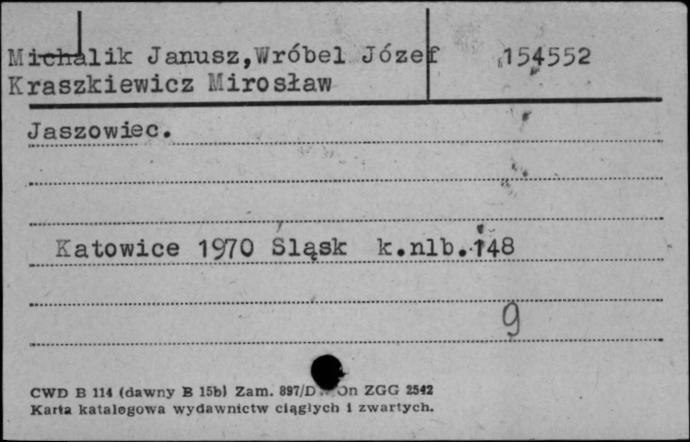 Michalik Janusz,Wróbel Józef 154552
Kraszkiewicz Mirosław
Jaszowiec.
Katowice 1970 Śląsk k.nlb.148
9
CWD B 114 (dawny B 15b) Zam. 897/D On ZGG 2542
Karta katalogowa wydawnictw ciągłych i zwartych.